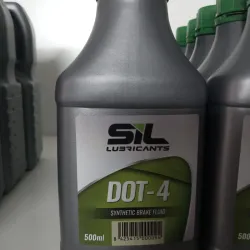 SiL
LUBRICANTS
DOT-4
SYNTHETIC BRAKE FLUID
500ml